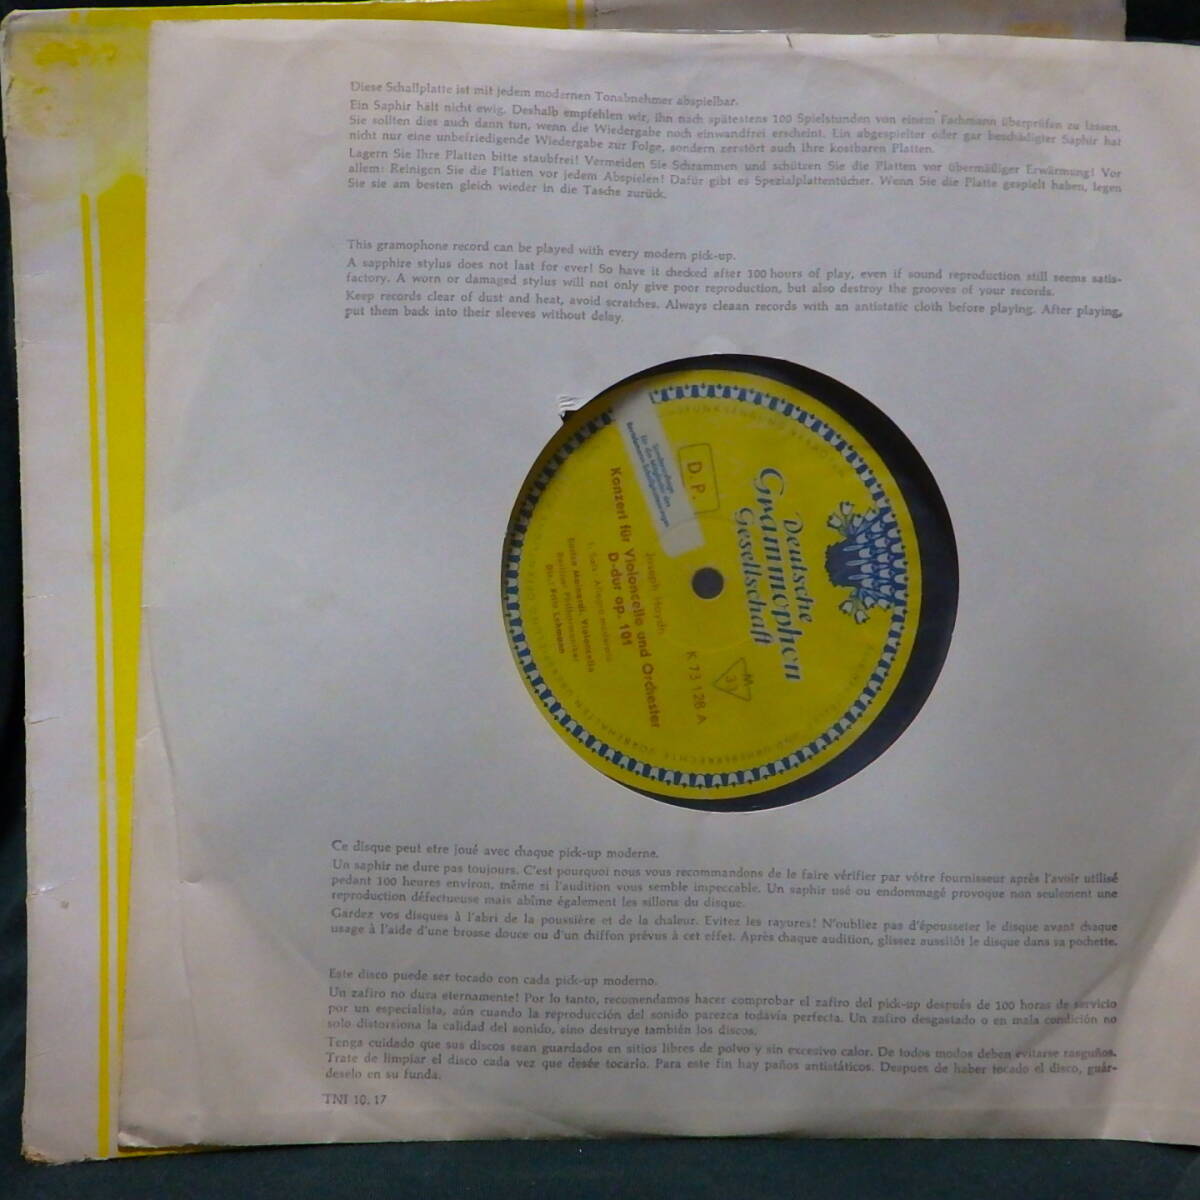 Diese Schallplatte ist mit jedem modernen Tonabnehmer abspielbar.
Ein Saphir hält nicht ewig. Deshalb empfehlen wir, ihn nach spätestens 100 Spielstunden von einem Fachmann überprüfen zu lassen.
Sie sollten dies auch dann tun, wenn die Wiedergabe noch einwandfrei erscheint. Ein abgespielter oder gar beschädigter Saphir hat
nicht nur eine unbefriedigende Wiedergabe zur Folge, sondern zerstört auch Ihre kostbaren Platten.
Lagern Sie Ihre Platten bitte staubfrei! Vermeiden Sie Schrammen und schützen Sie die Platten vor übermäßiger Erwärmung! Vor
allem: Reinigen Sie die Platten vor jedem Abspielen! Dafür gibt es Spezialplattentücher. Wenn Sie die Platte gespielt haben, legen
Sie sie am besten gleich wieder in die Tasche zurück.
This gramophone record can be played with every modern pick-up.
A sapphire stylus does not last for ever! So have it checked after 100 hours of play, even if sound reproduction still seems satis-
factory. A worn or damaged stylus will not only give poor reproduction, but also destroy the grooves of your records.
Keep records clear of dust and heat, avoid scratches. Always cleaan records with an antistatic cloth before playing. After playing,
put them back into their sleeves without delay.
Deutsche
Grammophon
Gesellschaft
D.P.
M
33
K 73 128 A
Joseph Haydn
Konzert für Violoncello und Orchester
D-dur op. 101
1. Satz: Allegro moderato
Enrico Mainardi, Violoncello
Berliner Philharmoniker
Dir.: Fritz Lehmann
Ce disque peut etre joué avec chaque pick-up moderne.
Un saphir ne dure pas toujours. C'est pourquoi nous vous recommandons de le faire vérifier par vôtre fournisseur après l'avoir utilisé
pedant 100 heures environ, même si l'audition vous semble impeccable. Un saphir usé ou endommagé provoque non seulement une
reproduction défectueuse mais abîme également les sillons du disque.
Gardez vos disques à l'abri de la poussière et de la chaleur. Evitez les rayures! N'oubliez pas d'épousseter le disque avant chaque
usage à l'aide d'une brosse douce ou d'un chiffon prévus à cet effet. Après chaque audition, glissez aussilôt le disque dans sa pochette.
Este disco puede ser tocado con cada pick-up moderno.
Un zafiro no dura eternamente! Por lo tanto, recomendamos hacer comprobar el zafiro del pick-up después de 100 horas de servicio
por un especialista, aún cuando la reproducción del sonido parezca todavía perfecta. Un zafiro desgastado o en mala condición no
solo distorsiona la calidad del sonido, sino destruye también los discos.
Tenga cuidado que sus discos sean guardados en sitios libres de polvo y sin excesivo calor. De todos modos deben evitarse rasguños.
Trate de limpiar el disco cada vez que desée tocarlo. Para este fin hay paños antistáticos. Despues de haber tocado el disco, guár-
deselo en su funda.
TNI 10. 17